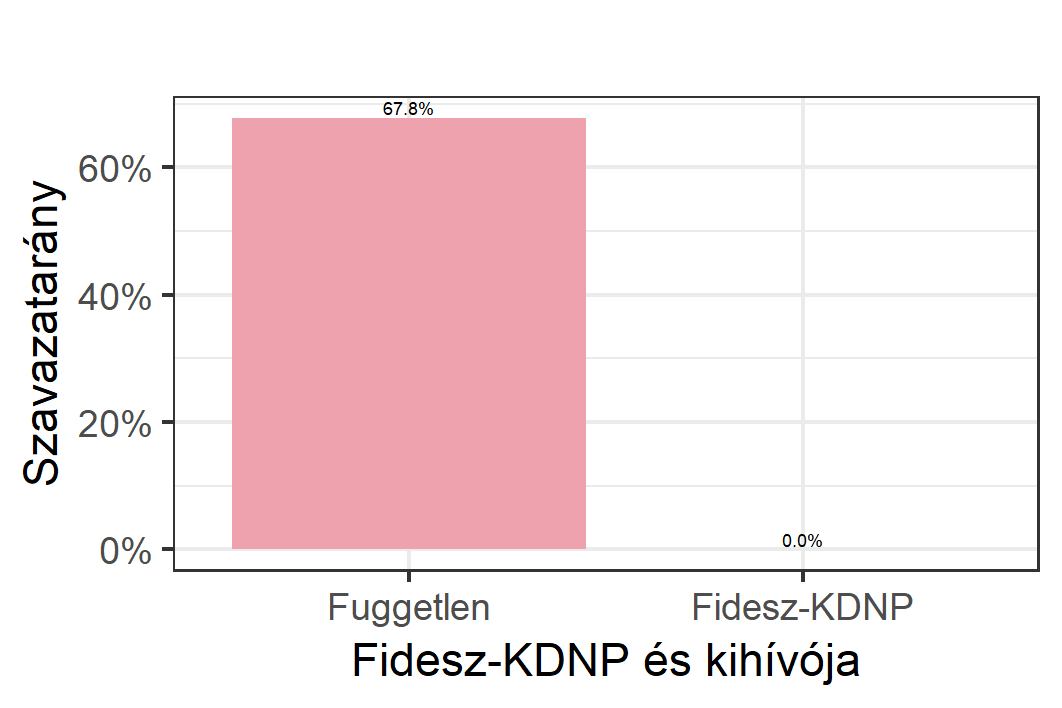 67.8%
60%
40%
20%
0%
0.0%
Szavazatarány
Fuggetlen
Fidesz-KDNP
Fidesz-KDNP és kihívója